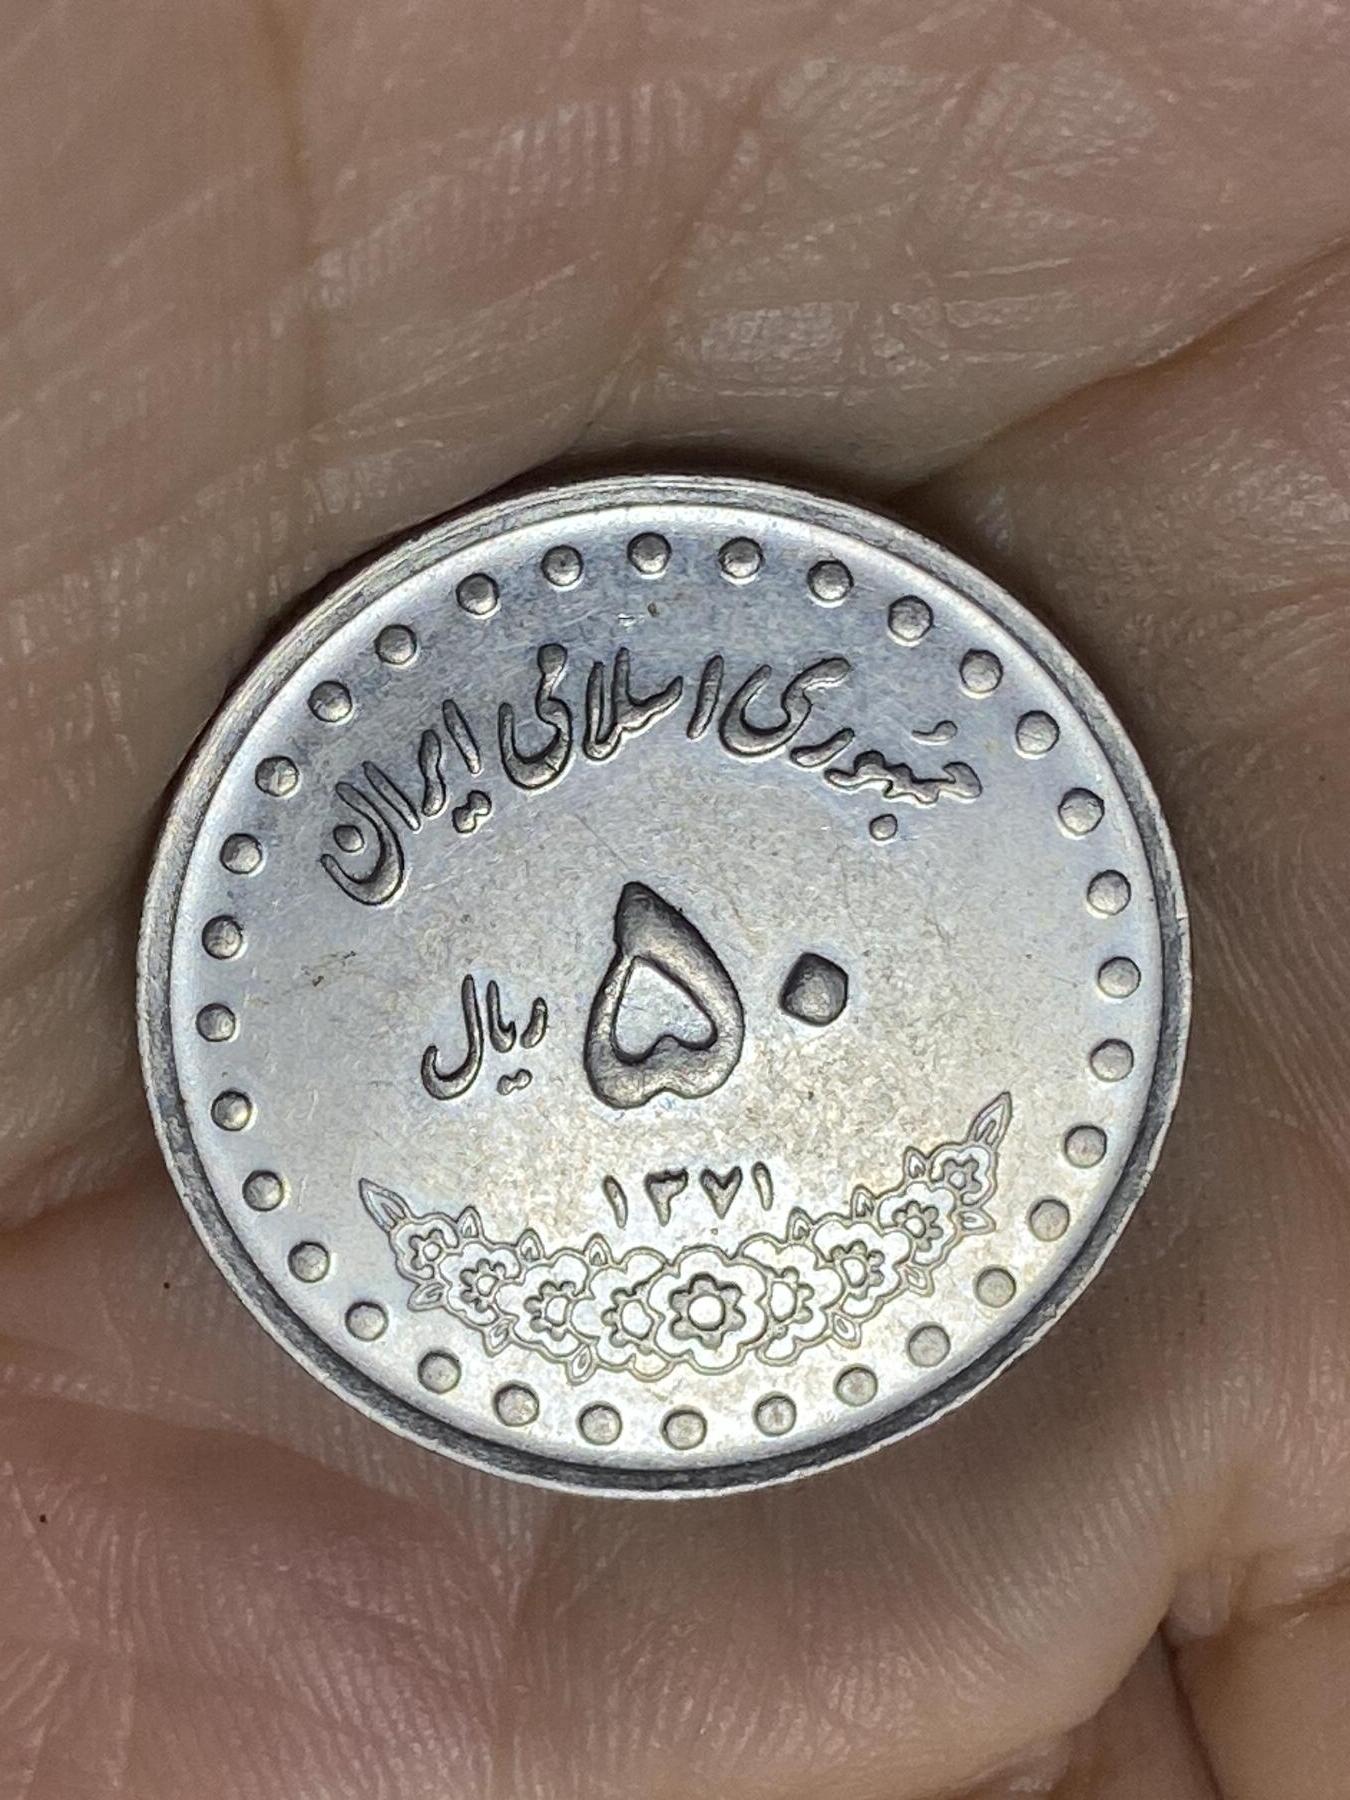 جمهوری اسلامی ایران
۵۰ ریال
۱۳۷۱